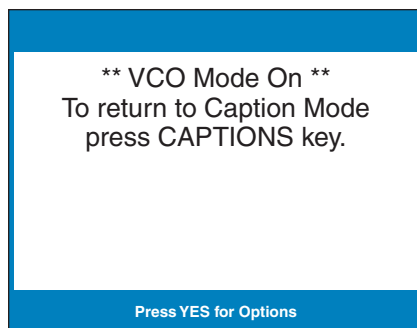 ** VCO Mode On **
To return to Caption Mode
press CAPTIONS key.
Press YES for Options